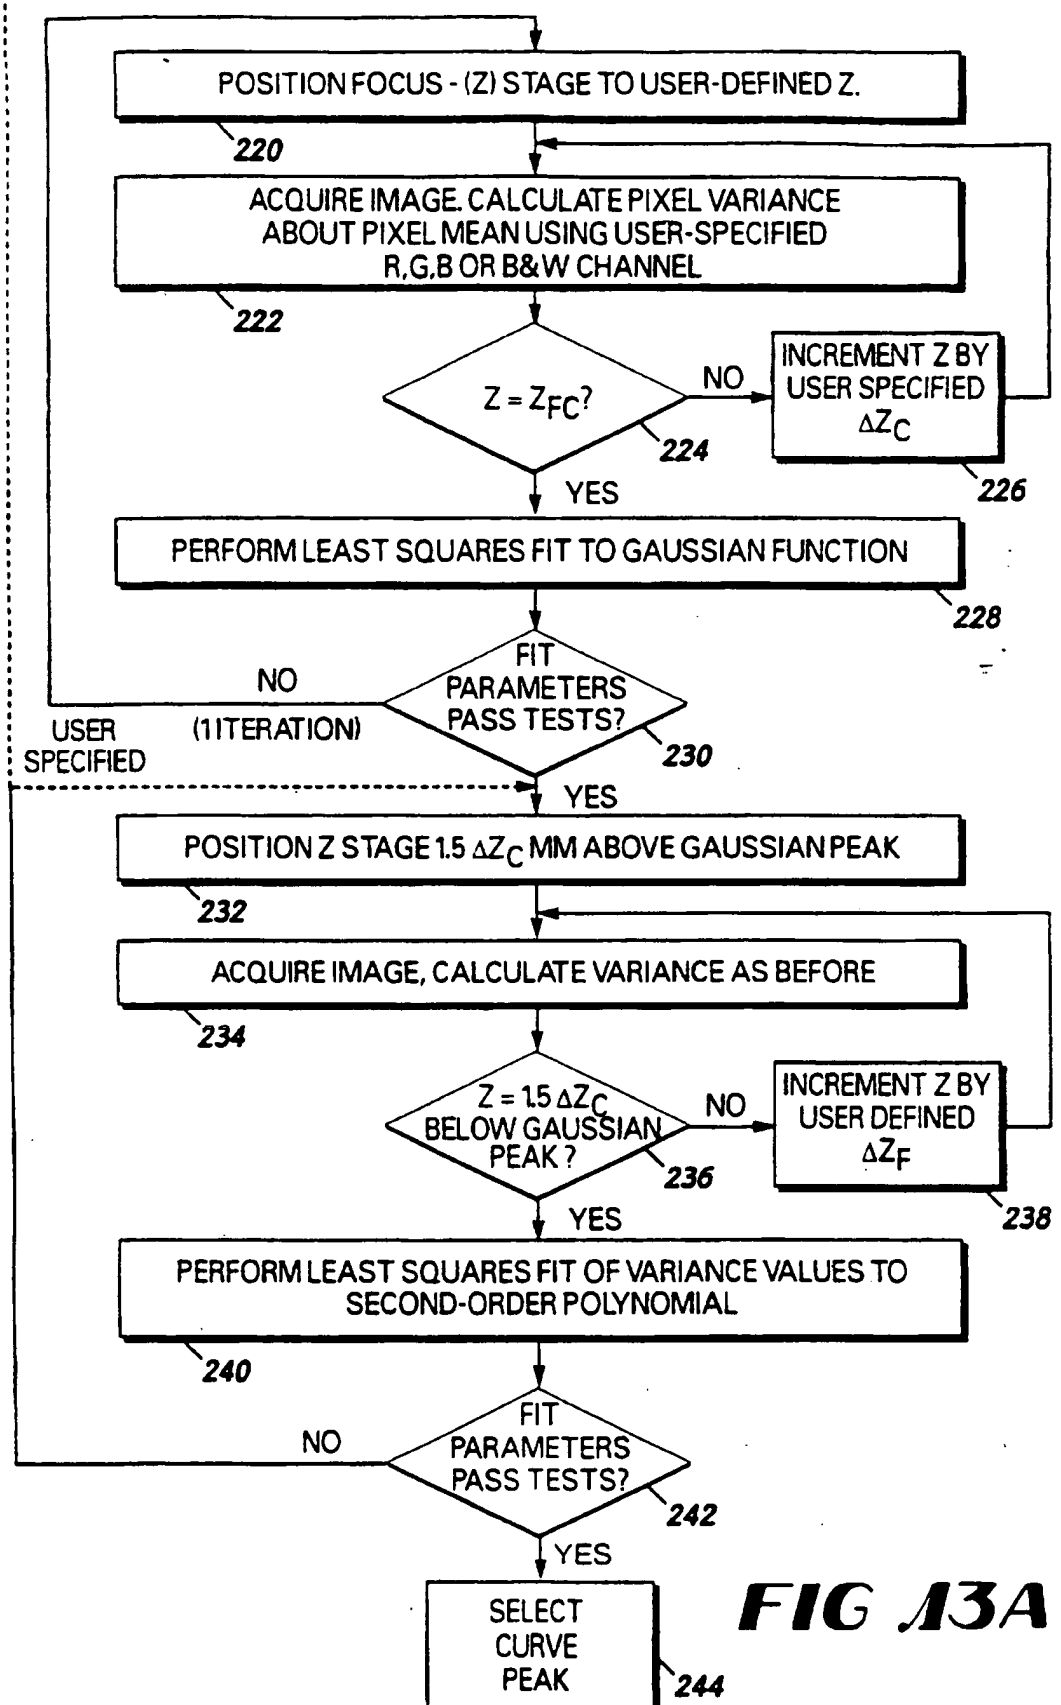 POSITION FOCUS - (Z) STAGE TO USER-DEFINED Z.
220
ACQUIRE IMAGE. CALCULATE PIXEL VARIANCE
ABOUT PIXEL MEAN USING USER-SPECIFIED
R,G,B OR B&W CHANNEL
222
Z = ZFC?
224
NO
INCREMENT Z BY
USER SPECIFIED
ΔZC
226
YES
PERFORM LEAST SQUARES FIT TO GAUSSIAN FUNCTION
228
FIT
PARAMETERS
PASS TESTS?
230
NO
(1 ITERATION)
USER
SPECIFIED
YES
POSITION Z STAGE 1.5 ΔZC MM ABOVE GAUSSIAN PEAK
232
ACQUIRE IMAGE, CALCULATE VARIANCE AS BEFORE
234
Z = 1.5 ΔZC
BELOW GAUSSIAN
PEAK?
236
NO
INCREMENT Z BY
USER DEFINED
ΔZF
238
YES
PERFORM LEAST SQUARES FIT OF VARIANCE VALUES TO
SECOND-ORDER POLYNOMIAL
240
FIT
PARAMETERS
PASS TESTS?
242
NO
YES
SELECT
CURVE
PEAK
244
FIG 13A